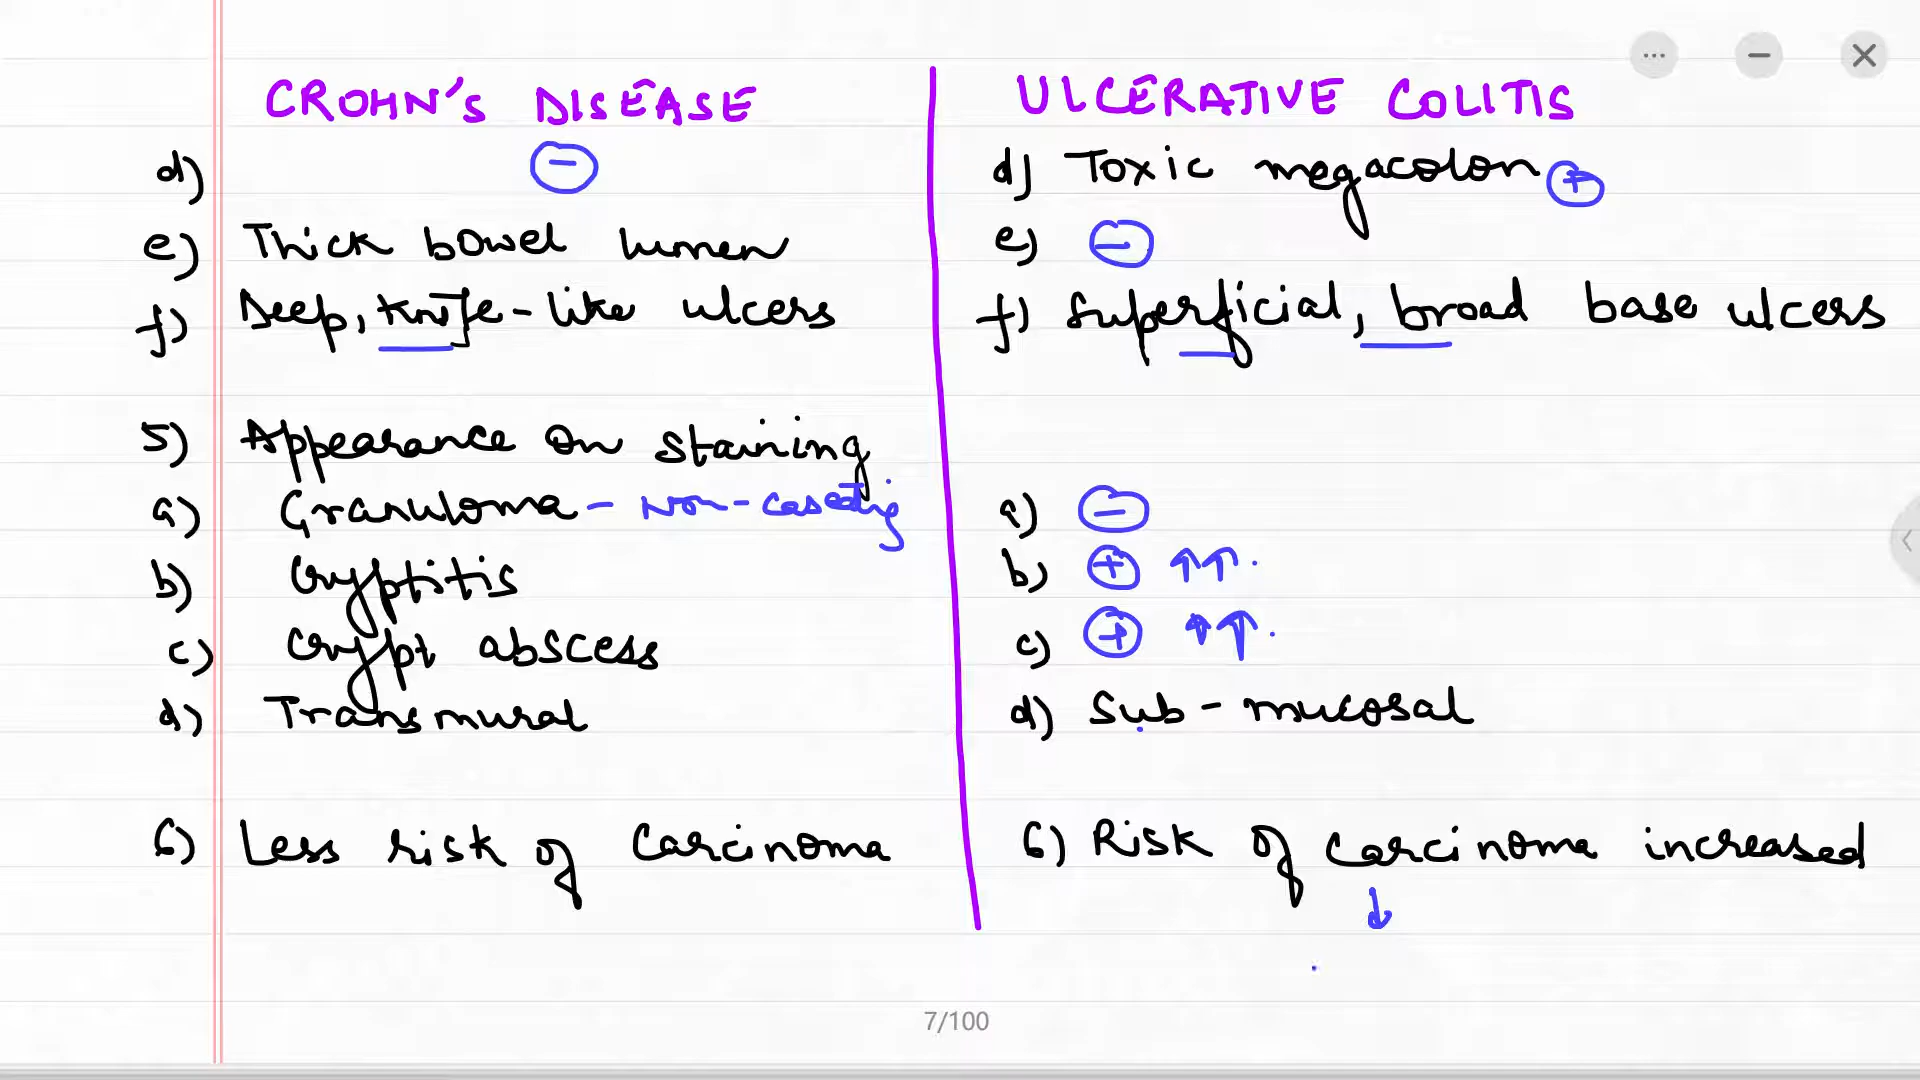 CROHN'S DISEASE
d) ⊖
e) Thick bowel lumen
f) Deep, knife-like ulcers
5) Appearance on staining
a) Granuloma - Non-caseating
b) Cryptitis
c) Crypt abscess
d) Transmural
6) Less risk of carcinoma
ULCERATIVE COLITIS
d) Toxic megacolon ⊕
e) ⊖
f) Superficial, broad base ulcers
a) ⊖
b) ⊕ ↑↑.
c) ⊕ ↑↑.
d) Sub-mucosal
6) Risk of carcinoma increased
↓
7/100